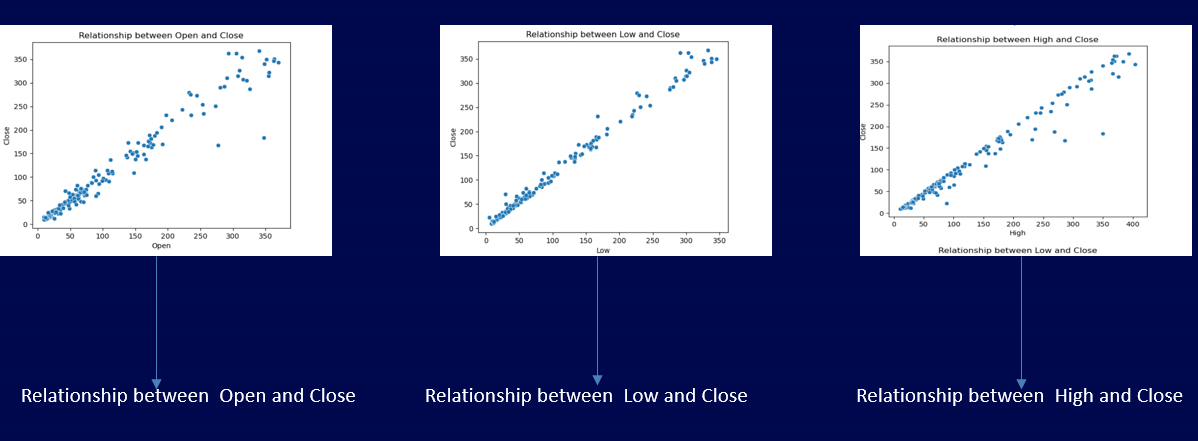 Relationship between Open and Close
350
300
250
200
150
100
50
0
Close
0 50 100 150 200 250 300 350
Open
Relationship between Low and Close
350
300
250
200
150
100
50
0
Close
0 50 100 150 200 250 300 350
Low
Relationship between High and Close
350
300
250
200
150
100
50
0
Close
0 50 100 150 200 250 300 350 400
High
Relationship between Low and Close
Relationship between Open and Close
Relationship between Low and Close
Relationship between High and Close